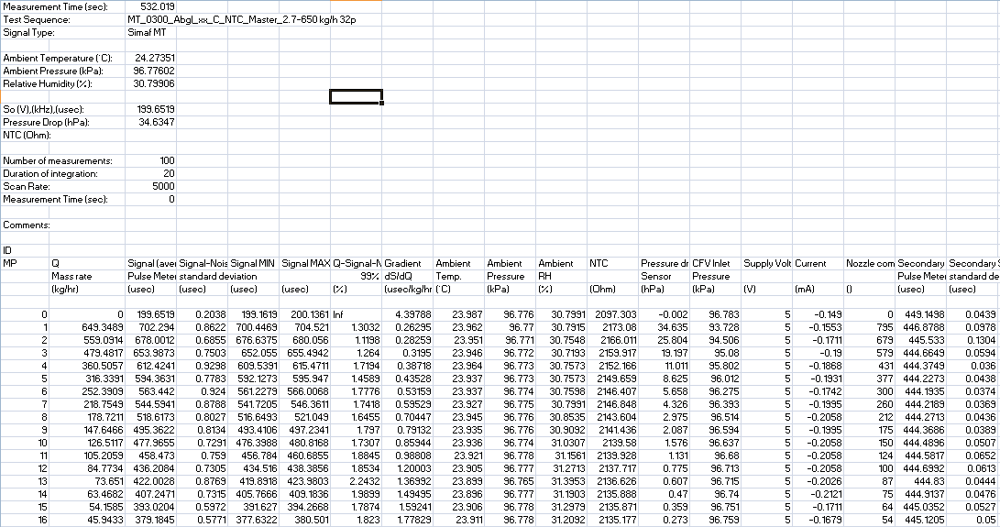 Measurement Time (sec): 532.019
Test Sequence: MT_0300_Abgl_xx_C_NTC_Master_2.7-650 kg/h 32p
Signal Type: Simaf MT
Ambient Temperature (°C): 24.27351
Ambient Pressure (kPa): 96.77602
Relative Humidity (%): 30.79906
So (V),(kHz),(usec): 199.6519
Pressure Drop (hPa): 34.6347
NTC (Ohm):
Number of measurements: 100
Duration of integration: 20
Scan Rate: 5000
Measurement Time (sec): 0
Comments:
ID
MP Q Signal (aver Signal-Nois Signal MIN Signal MAX Q-Signal-N Gradient Ambient Ambient Ambient NTC Pressure dr CFV Inlet Supply Volt Current Nozzle com Secondary Secondary S
Mass rate Pulse Meter standard deviation 99% dS/dQ Temp. Pressure RH Sensor Pressure Pulse Meter standard de
(kg/hr) (usec) (usec) (usec) (usec) (%) (usec/kg/hr (°C) (kPa) (%) (Ohm) (hPa) (kPa) (V) (mA) () (usec) (usec)
0 0 199.6519 0.2038 199.1619 200.1361 Inf 4.39788 23.987 96.776 30.7991 2097.303 -0.002 96.783 5 -0.149 0 449.1498 0.0439
1 649.3489 702.294 0.8622 700.4469 704.521 1.3032 0.26295 23.962 96.77 30.7915 2173.08 34.635 93.728 5 -0.1553 795 446.8788 0.0978
2 559.0914 678.0012 0.6855 676.6375 680.056 1.1198 0.28259 23.951 96.771 30.7548 2166.011 25.804 94.506 5 -0.1711 679 445.533 0.1304
3 479.4817 653.9873 0.7503 652.055 655.4942 1.264 0.3195 23.946 96.772 30.7193 2159.917 19.197 95.08 5 -0.19 579 444.6649 0.0594
4 360.5057 612.4241 0.9298 609.5391 615.4711 1.7194 0.38718 23.964 96.773 30.7573 2152.166 11.011 95.802 5 -0.1868 431 444.3749 0.036
5 316.3391 594.3631 0.7783 592.1273 595.947 1.4589 0.43528 23.937 96.774 30.7573 2149.659 8.625 96.012 5 -0.1931 377 444.2273 0.0438
6 252.3909 563.442 0.924 561.2279 566.0068 1.7776 0.53159 23.937 96.774 30.7598 2146.407 5.658 96.275 5 -0.1742 300 444.1935 0.0374
7 218.7549 544.5941 0.8788 541.7205 546.3611 1.7418 0.59529 23.927 96.775 30.7991 2146.848 4.326 96.393 5 -0.1995 260 444.2189 0.0369
8 178.7211 518.6173 0.8027 516.6493 521.049 1.6455 0.70447 23.945 96.776 30.8535 2143.604 2.975 96.514 5 -0.2058 212 444.2713 0.0436
9 147.6466 495.3622 0.8134 493.4106 497.2341 1.797 0.79132 23.935 96.776 30.9092 2141.436 2.087 96.594 5 -0.1995 175 444.3686 0.0389
10 126.5117 477.9655 0.7291 476.3988 480.8168 1.7307 0.85944 23.936 96.774 31.0307 2139.58 1.576 96.637 5 -0.2058 150 444.4896 0.0507
11 105.2059 458.473 0.759 456.784 460.6855 1.8845 0.98808 23.921 96.778 31.1561 2139.928 1.131 96.68 5 -0.2058 124 444.5817 0.0652
12 84.7734 436.2084 0.7305 434.516 438.3856 1.8534 1.20003 23.905 96.777 31.2713 2137.717 0.775 96.713 5 -0.2058 100 444.6992 0.0613
13 73.651 422.0028 0.8769 419.8918 423.9803 2.2432 1.36992 23.899 96.765 31.3953 2136.626 0.607 96.715 5 -0.2026 87 444.83 0.0444
14 63.4682 407.2471 0.7315 405.7666 409.1836 1.9899 1.49495 23.896 96.777 31.1903 2135.888 0.47 96.74 5 -0.2121 75 444.9137 0.0476
15 54.1585 393.0204 0.5972 391.627 394.2668 1.7874 1.59241 23.906 96.778 31.2979 2135.871 0.359 96.751 5 -0.1711 64 445.0352 0.0527
16 45.9433 379.1845 0.5771 377.6322 380.501 1.823 1.77829 23.911 96.778 31.2092 2135.177 0.273 96.759 5 -0.1679 54 445.1205 0.05